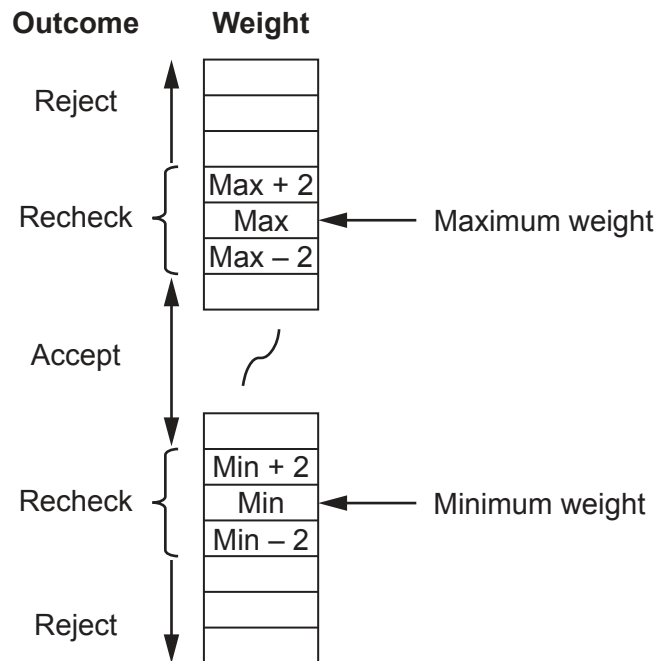 Outcome Weight
Reject
Max + 2
Recheck Max Maximum weight
Max – 2
Accept
Min + 2
Recheck Min Minimum weight
Min – 2
Reject